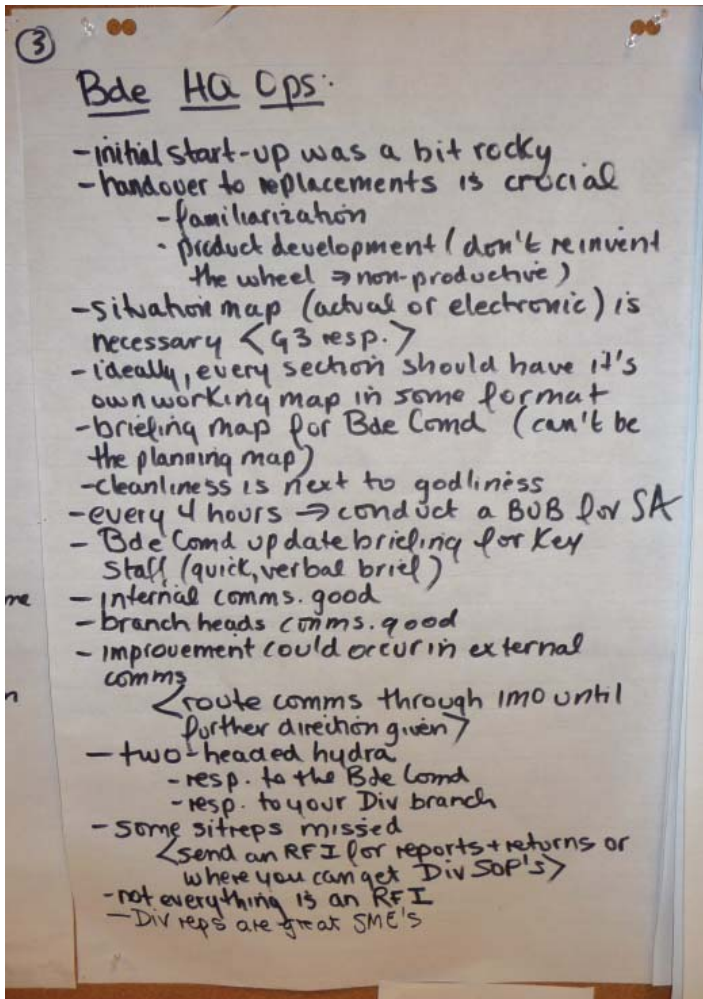 3
Bde HQ Ops:
- initial start-up was a bit rocky
- handover to replacements is crucial
- familiarization
- product development (don't reinvent
the wheel ⇒ non-productive)
- situation map (actual or electronic) is
necessary <G3 resp.>
- ideally, every section should have it's
own working map in some format
- briefing map for Bde Comd (can't be
the planning map)
- cleanliness is next to godliness
- every 4 hours → conduct a BUB for SA
- Bde Comd update briefing for Key
Staff (quick, verbal brief)
- internal comms. good
- branch heads comms. good
- improvement could occur in external
comms
<route comms through IMO until
further direction given>
- two-headed hydra
- resp. to the Bde Comd
- resp. to your Div branch
- some sitreps missed
<send an RFI for reports + returns or
where you can get Div SOP's>
- not everything is an RFI
- Div reps are great SME's